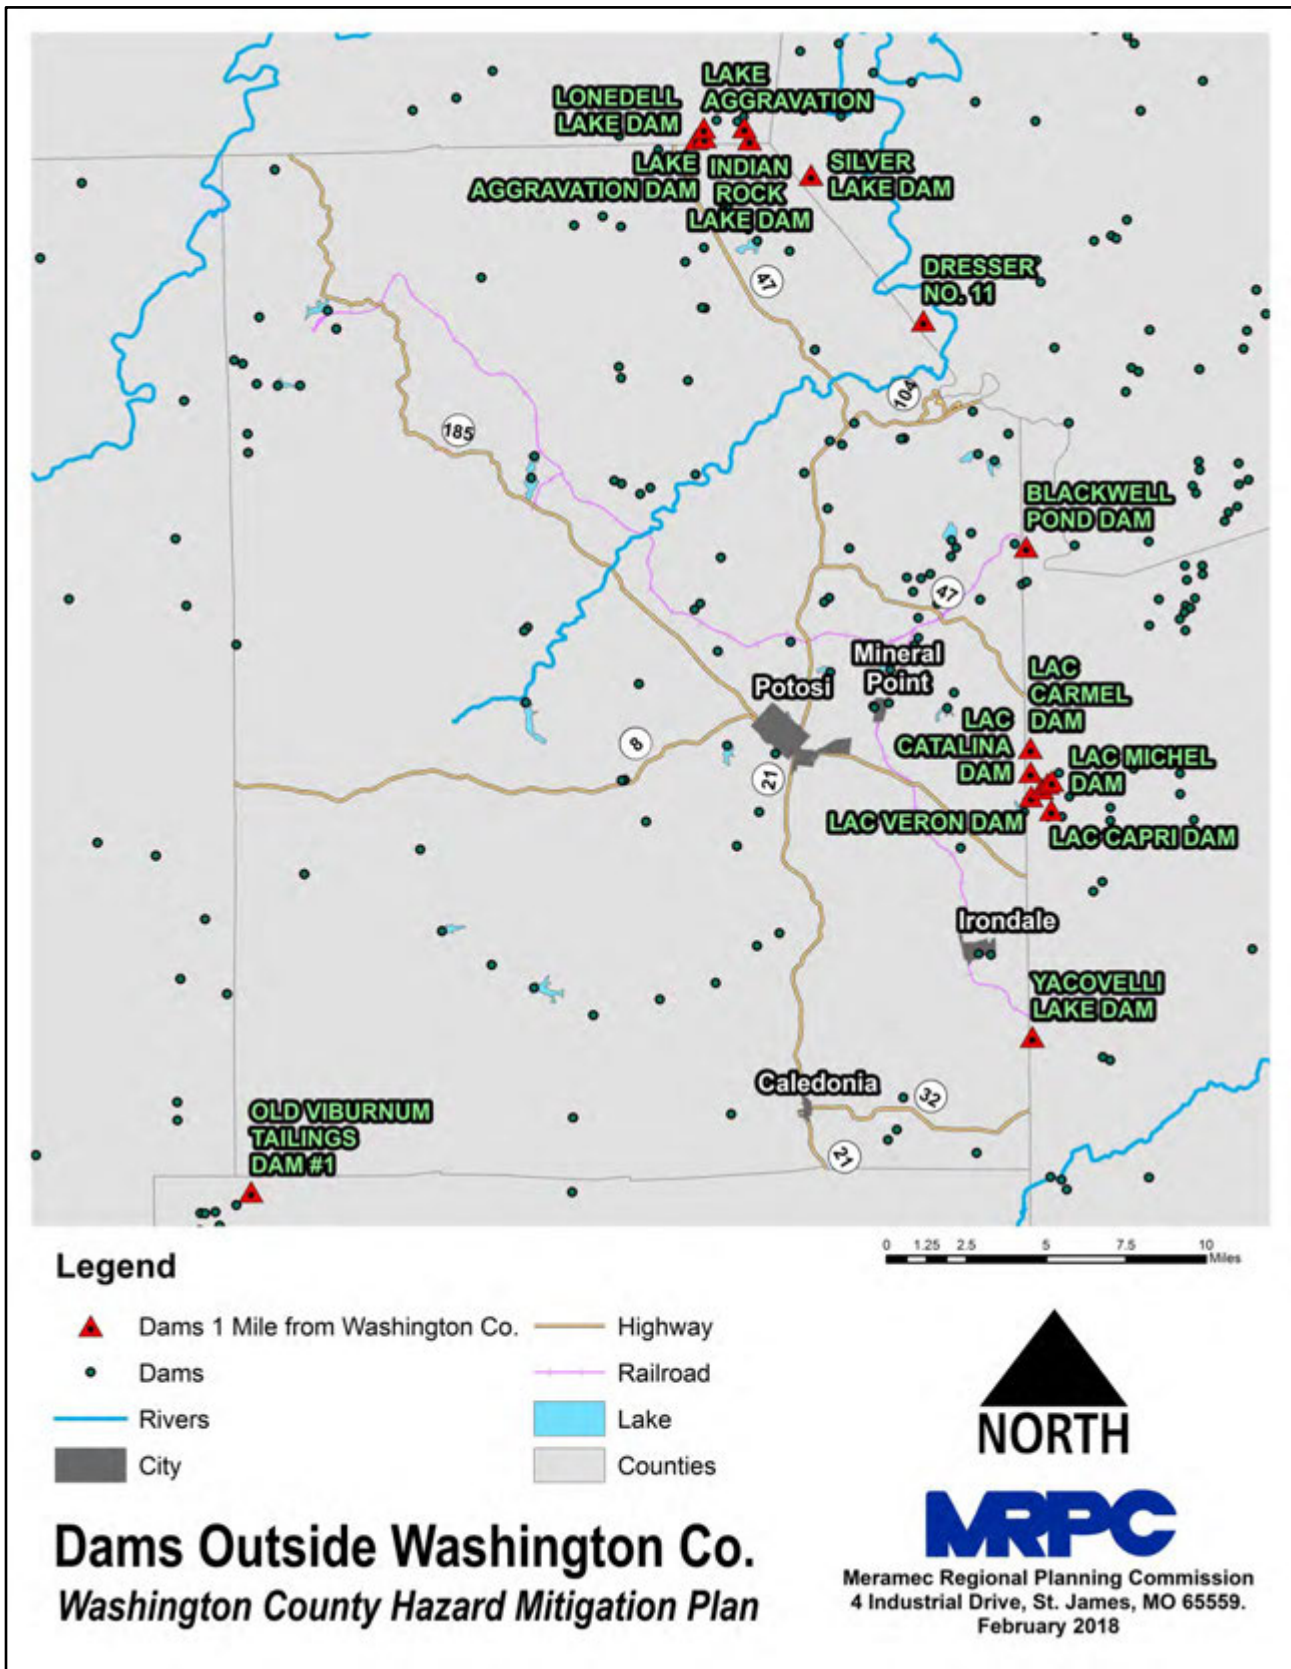 LAKE
AGGRAVATION
LONEDELL
LAKE DAM
LAKE
AGGRAVATION DAM
INDIAN
ROCK
LAKE DAM
SILVER
LAKE DAM
DRESSER
NO. 11
47
104
185
BLACKWELL
POND DAM
47
Mineral
Point
Potosi
LAC
CARMEL
DAM
LAC
CATALINA
DAM
LAC MICHEL
DAM
8
21
LAC VERON DAM
LAC CAPRI DAM
Irondale
YACOVELLI
LAKE DAM
Caledonia
32
21
OLD VIBURNUM
TAILINGS
DAM #1
0 1.25 2.5 5 7.5 10
Miles
Legend
Dams 1 Mile from Washington Co.
Dams
Rivers
City
Highway
Railroad
Lake
Counties
NORTH
MRPC
Dams Outside Washington Co.
Washington County Hazard Mitigation Plan
Meramec Regional Planning Commission
4 Industrial Drive, St. James, MO 65559.
February 2018